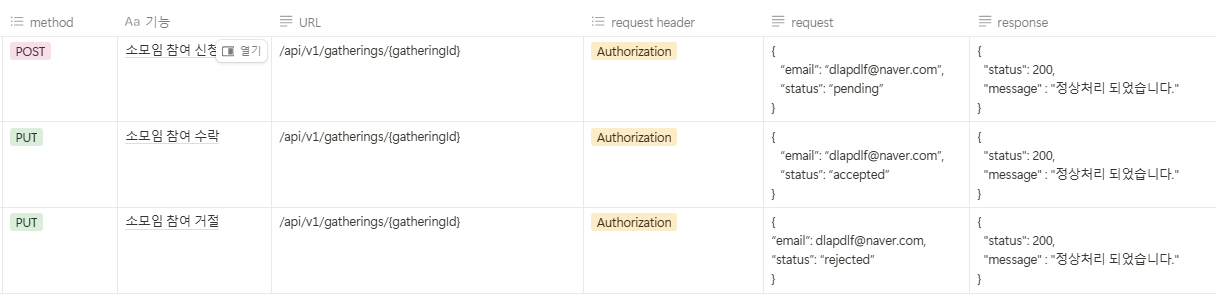 method Aa 기능 URL request header request response
POST 소모임 참여 신청 열기 /api/v1/gatherings/{gatheringId} Authorization {
“email”: “dlapdlf@naver.com”,
“status”: “pending”
}
{
"status": 200,
"message" : "정상처리 되었습니다."
}
PUT 소모임 참여 수락 /api/v1/gatherings/{gatheringId} Authorization {
“email”: “dlapdlf@naver.com”,
“status”: “accepted”
}
{
"status": 200,
"message" : "정상처리 되었습니다."
}
PUT 소모임 참여 거절 /api/v1/gatherings/{gatheringId} Authorization {
“email”: dlapdlf@naver.com,
“status”: “rejected”
}
{
"status": 200,
"message" : "정상처리 되었습니다."
}